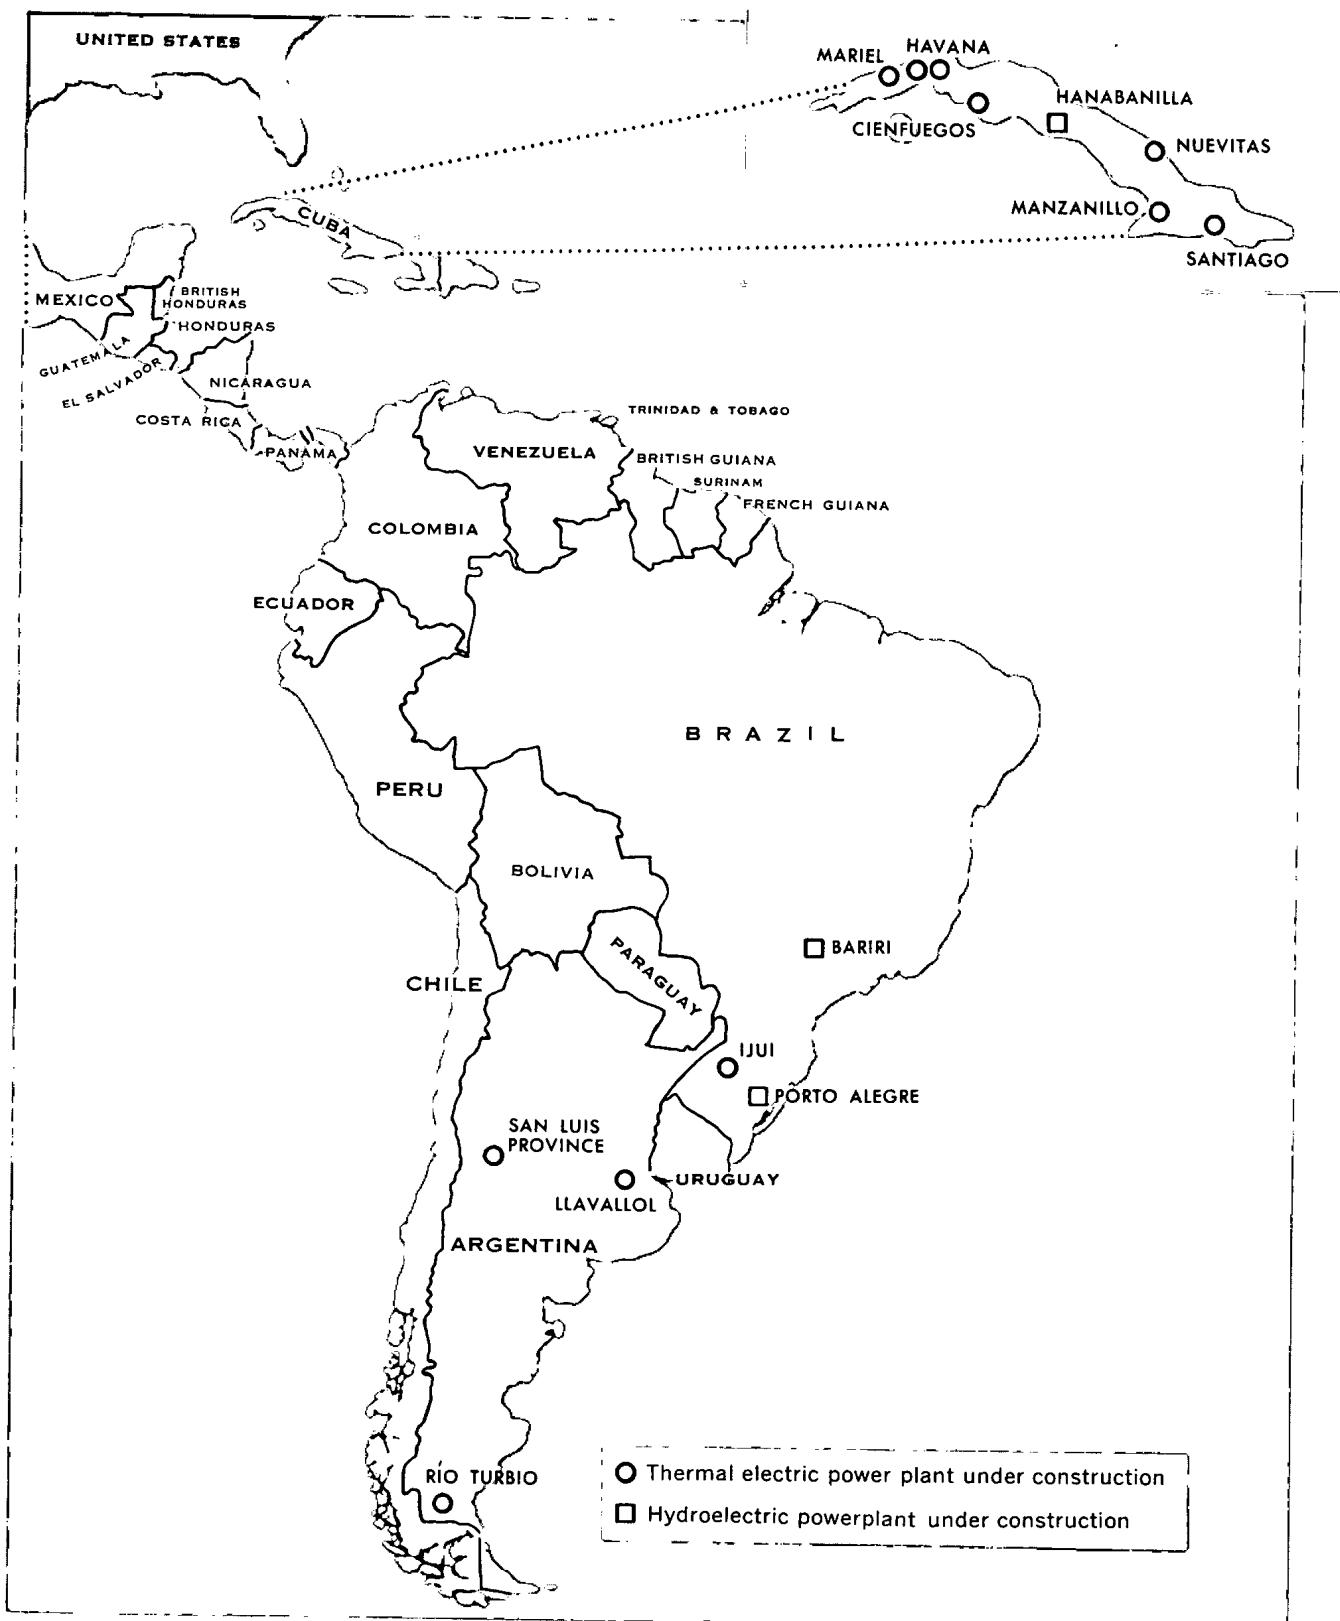 UNITED STATES
HAVANA
MARIEL
HANABANILLA
CIENFUEGOS
NUEVITAS
MANZANILLO
SANTIAGO
CUBA
MEXICO
BRITISH
HONDURAS
HONDURAS
GUATEMALA
EL SALVADOR
NICARAGUA
COSTA RICA
PANAMA
TRINIDAD & TOBAGO
VENEZUELA
BRITISH GUIANA
SURINAM
FRENCH GUIANA
COLOMBIA
ECUADOR
BRAZIL
PERU
BOLIVIA
BARIRI
PARAGUAY
CHILE
IJUI
PORTO ALEGRE
SAN LUIS
PROVINCE
URUGUAY
LLAVALLOL
ARGENTINA
RÍO TURBIO
Thermal electric power plant under construction
Hydroelectric powerplant under construction